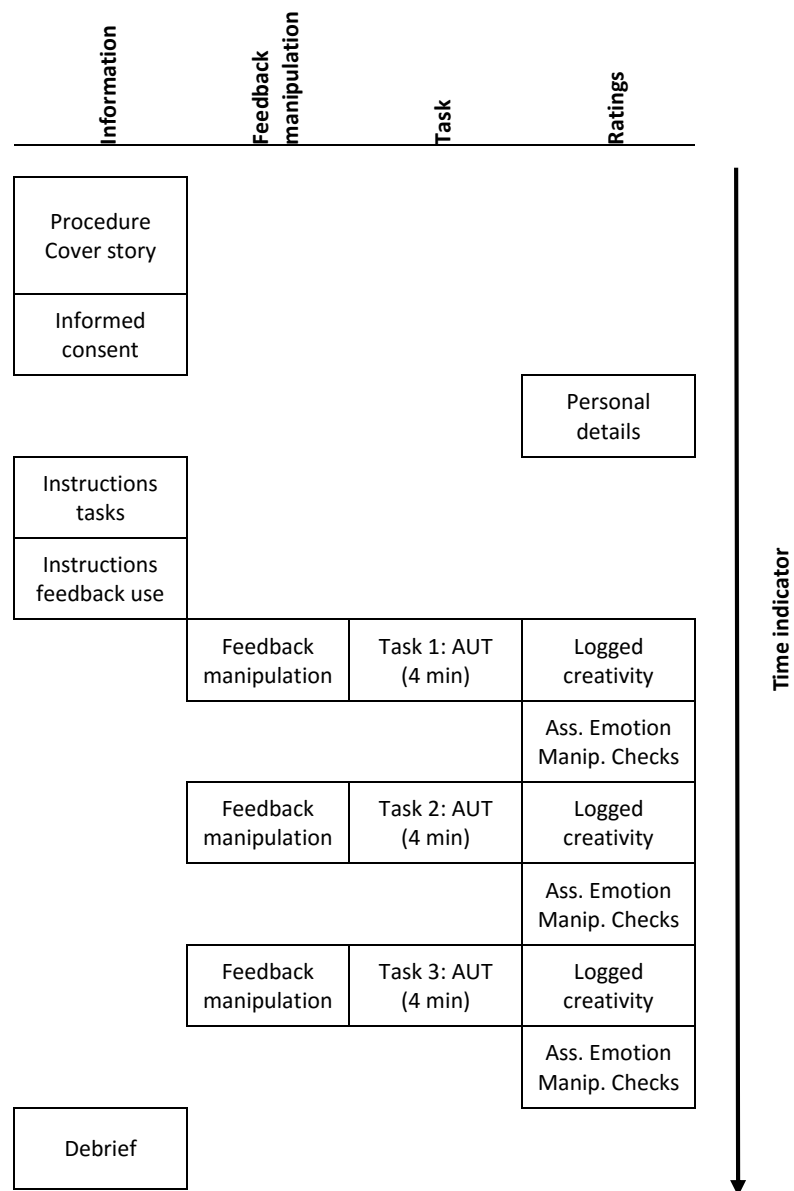 Information
Feedback
manipulation
Task
Ratings
Procedure
Cover story
Informed
consent
Personal
details
Instructions
tasks
Instructions
feedback use
Time indicator
Feedback
manipulation
Task 1: AUT
(4 min)
Logged
creativity
Ass. Emotion
Manip. Checks
Feedback
manipulation
Task 2: AUT
(4 min)
Logged
creativity
Ass. Emotion
Manip. Checks
Feedback
manipulation
Task 3: AUT
(4 min)
Logged
creativity
Ass. Emotion
Manip. Checks
Debrief